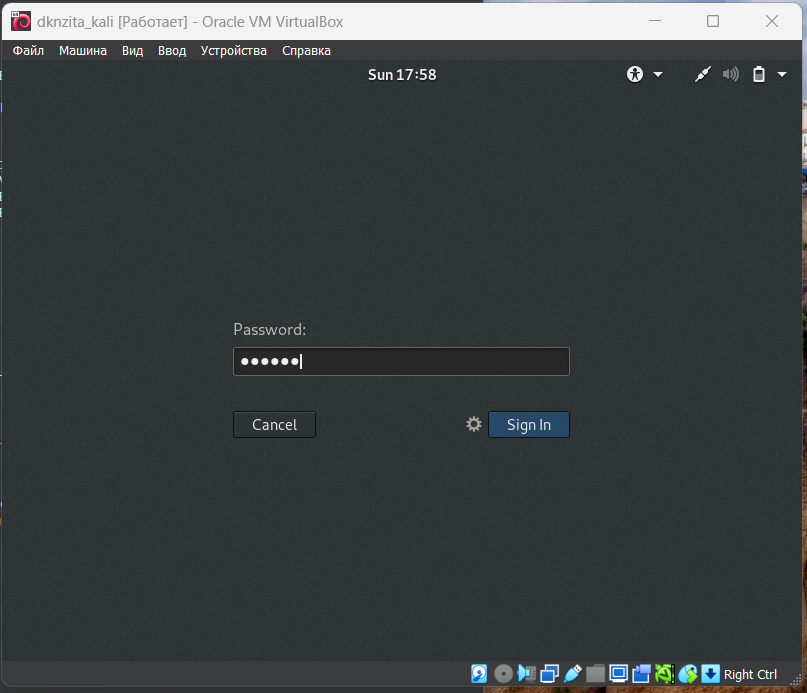 dknzita_kali [Работает] - Oracle VM VirtualBox
Файл Машина Вид Ввод Устройства Справка
Sun 17:58
Password:
••••••
Cancel Sign In
Right Ctrl